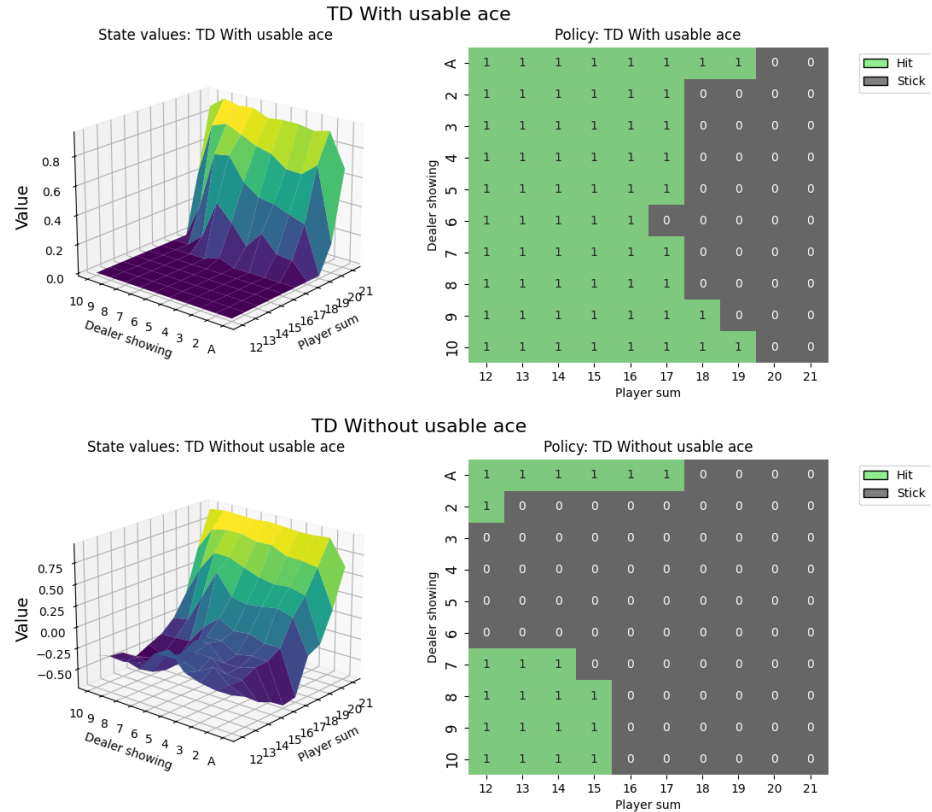 TD With usable ace
State values: TD With usable ace
Value
0.8
0.6
0.4
0.2
0.0
10 9 8 7 6 5 4 3 2 A
Dealer showing
12 13 14 15 16 17 18 19 20 21
Player sum
Policy: TD With usable ace
Dealer showing
A 1 1 1 1 1 1 1 1 0 0
2 1 1 1 1 1 1 0 0 0 0
3 1 1 1 1 1 1 0 0 0 0
4 1 1 1 1 1 1 0 0 0 0
5 1 1 1 1 1 1 0 0 0 0
6 1 1 1 1 1 0 0 0 0 0
7 1 1 1 1 1 1 0 0 0 0
8 1 1 1 1 1 1 0 0 0 0
9 1 1 1 1 1 1 1 0 0 0
10 1 1 1 1 1 1 1 1 0 0
12 13 14 15 16 17 18 19 20 21
Player sum
Hit
Stick
TD Without usable ace
State values: TD Without usable ace
Value
0.75
0.50
0.25
0.00
−0.25
−0.50
10 9 8 7 6 5 4 3 2 A
Dealer showing
12 13 14 15 16 17 18 19 20 21
Player sum
Policy: TD Without usable ace
Dealer showing
A 1 1 1 1 1 1 0 0 0 0
2 1 0 0 0 0 0 0 0 0 0
3 0 0 0 0 0 0 0 0 0 0
4 0 0 0 0 0 0 0 0 0 0
5 0 0 0 0 0 0 0 0 0 0
6 0 0 0 0 0 0 0 0 0 0
7 1 1 1 0 0 0 0 0 0 0
8 1 1 1 1 0 0 0 0 0 0
9 1 1 1 1 0 0 0 0 0 0
10 1 1 1 1 0 0 0 0 0 0
12 13 14 15 16 17 18 19 20 21
Player sum
Hit
Stick